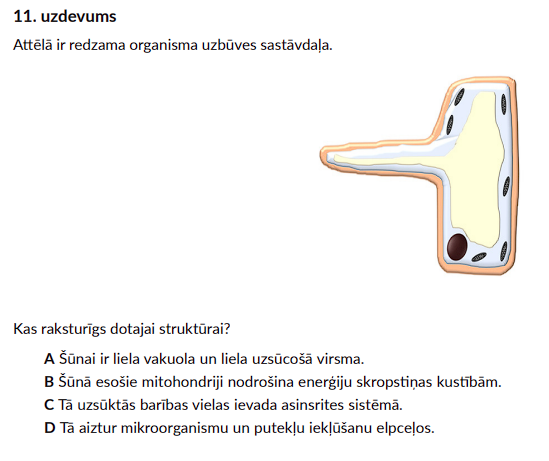 11. uzdevums
Attēlā ir redzama organisma uzbūves sastāvdaļa.
Kas raksturīgs dotajai struktūrai?
A Šūnai ir liela vakuola un liela uzsūcošā virsma.
B Šūnā esošie mitohondriji nodrošina enerģiju skropstiņas kustībām.
C Tā uzsūktās barības vielas ievada asinsrites sistēmā.
D Tā aiztur mikroorganismu un putekļu iekļūšanu elpceļos.